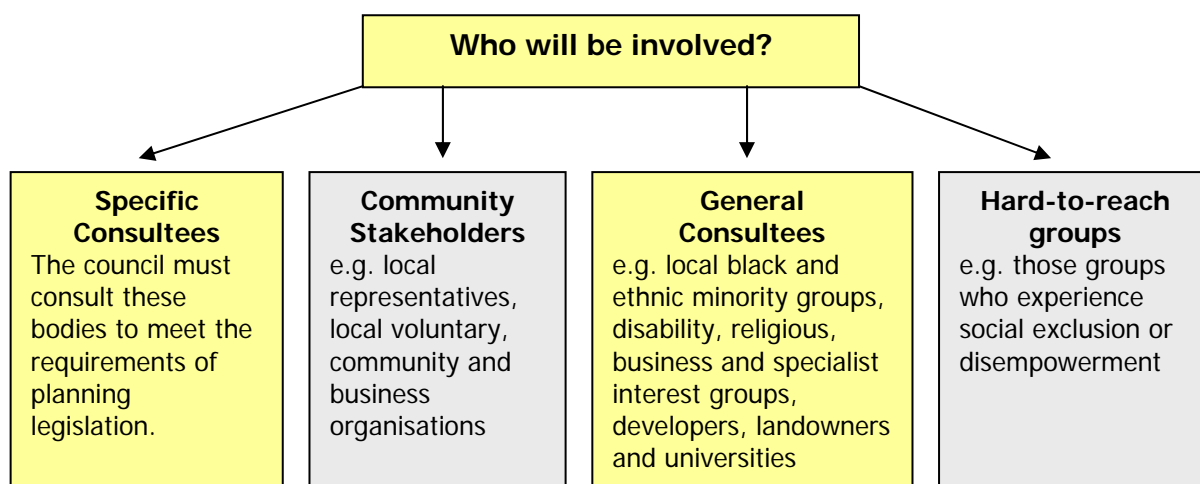 Who will be involved?
Specific
Consultees
The council must
consult these
bodies to meet the
requirements of
planning
legislation.
Community
Stakeholders
e.g. local
representatives,
local voluntary,
community and
business
organisations
General
Consultees
e.g. local black and
ethnic minority groups,
disability, religious,
business and specialist
interest groups,
developers, landowners
and universities
Hard-to-reach
groups
e.g. those groups
who experience
social exclusion or
disempowerment